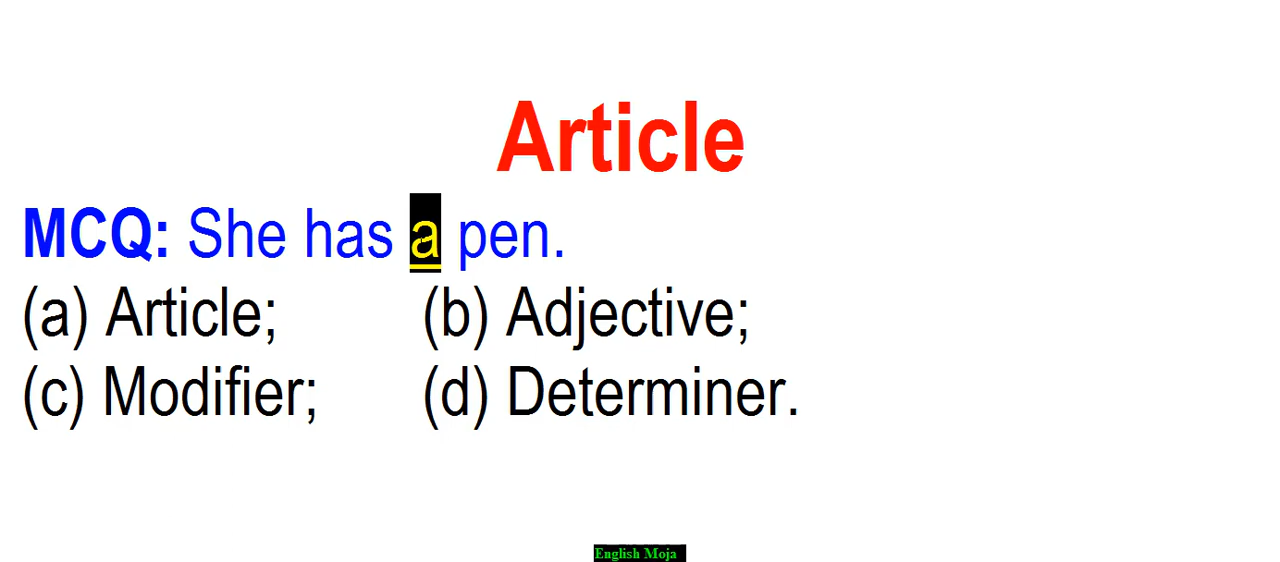 Article
MCQ: She has a pen.
(a) Article; (b) Adjective;
(c) Modifier; (d) Determiner.
English Moja